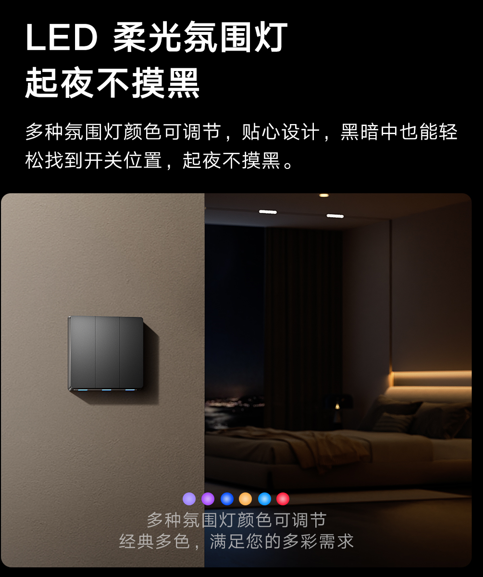 LED 柔光氛围灯
起夜不摸黑
多种氛围灯颜色可调节，贴心设计，黑暗中也能轻
松找到开关位置，起夜不摸黑。
多种氛围灯颜色可调节
经典多色，满足您的多彩需求